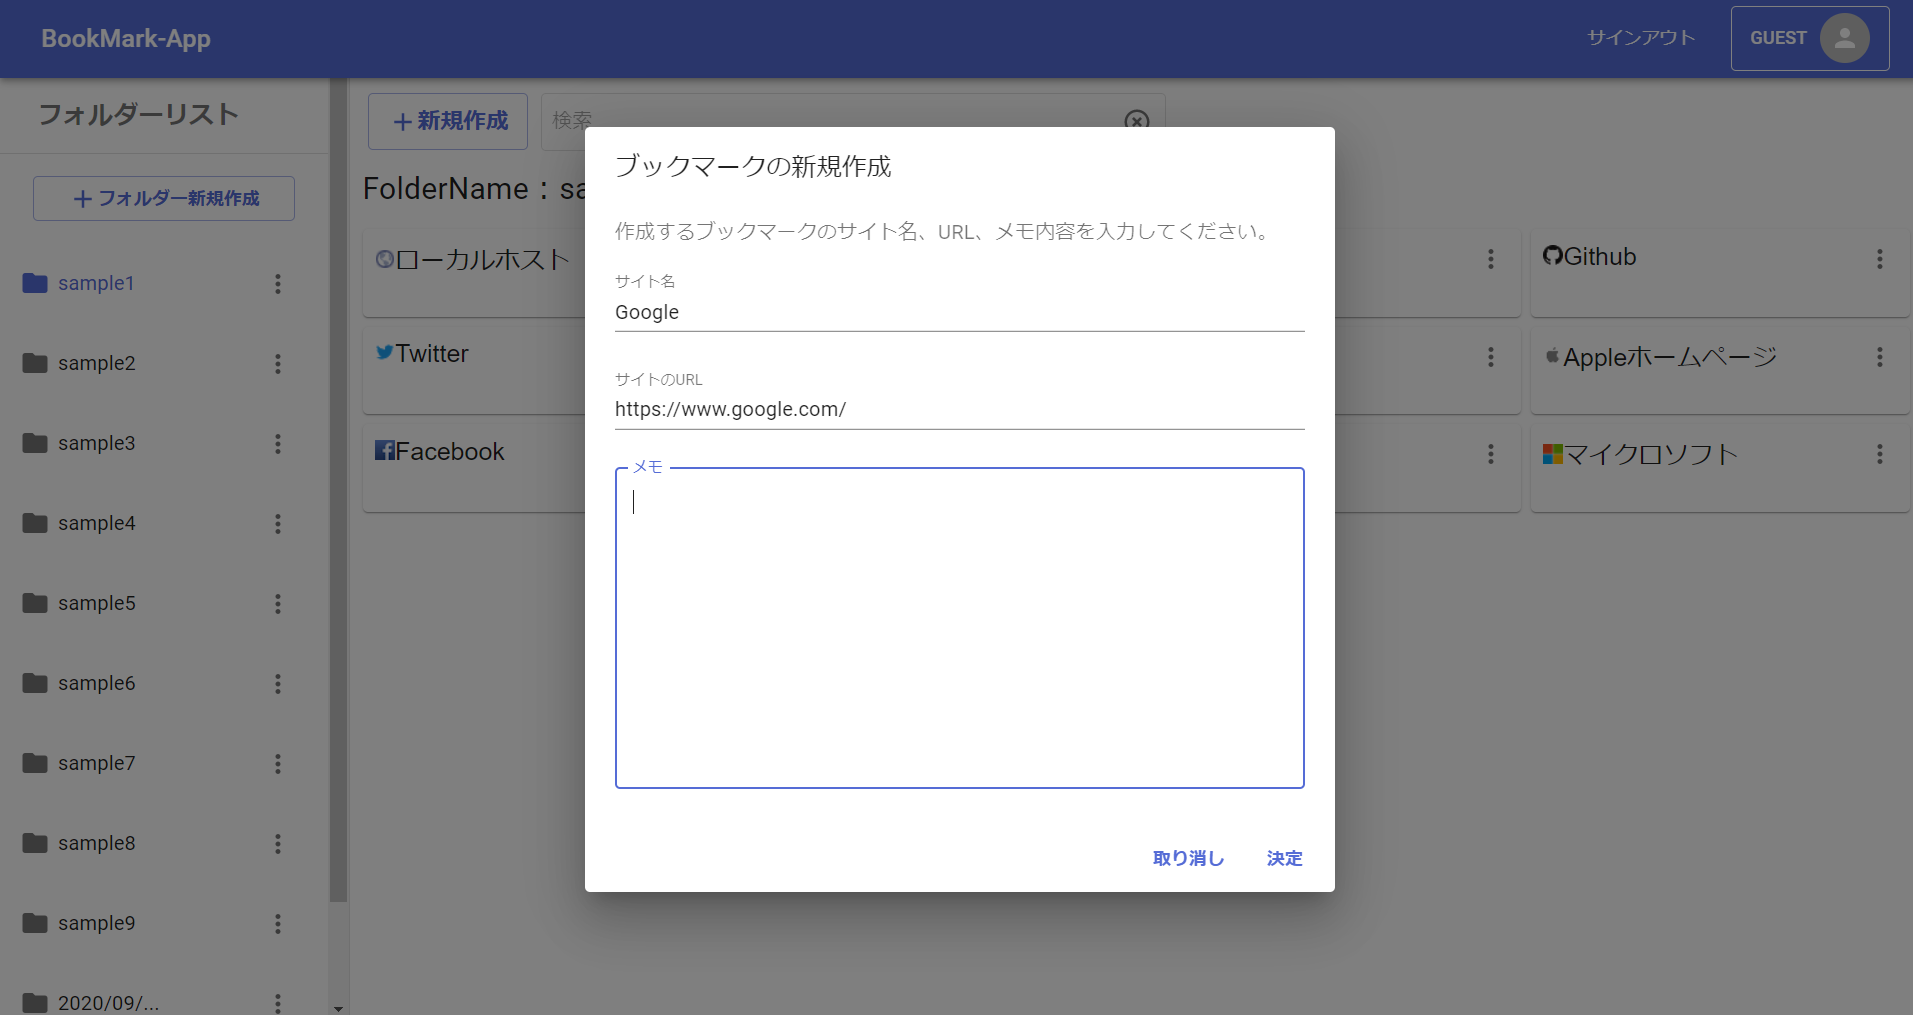 BookMark-App
サインアウト
GUEST
フォルダーリスト
フォルダー新規作成
sample1
sample2
sample3
sample4
sample5
sample6
sample7
sample8
sample9
2020/09/...
新規作成
検索
FolderName : sa
ローカルホスト
Github
Twitter
Appleホームページ
Facebook
マイクロソフト
ブックマークの新規作成
作成するブックマークのサイト名、URL、メモ内容を入力してください。
サイト名
Google
サイトのURL
https://www.google.com/
メモ
取り消し
決定